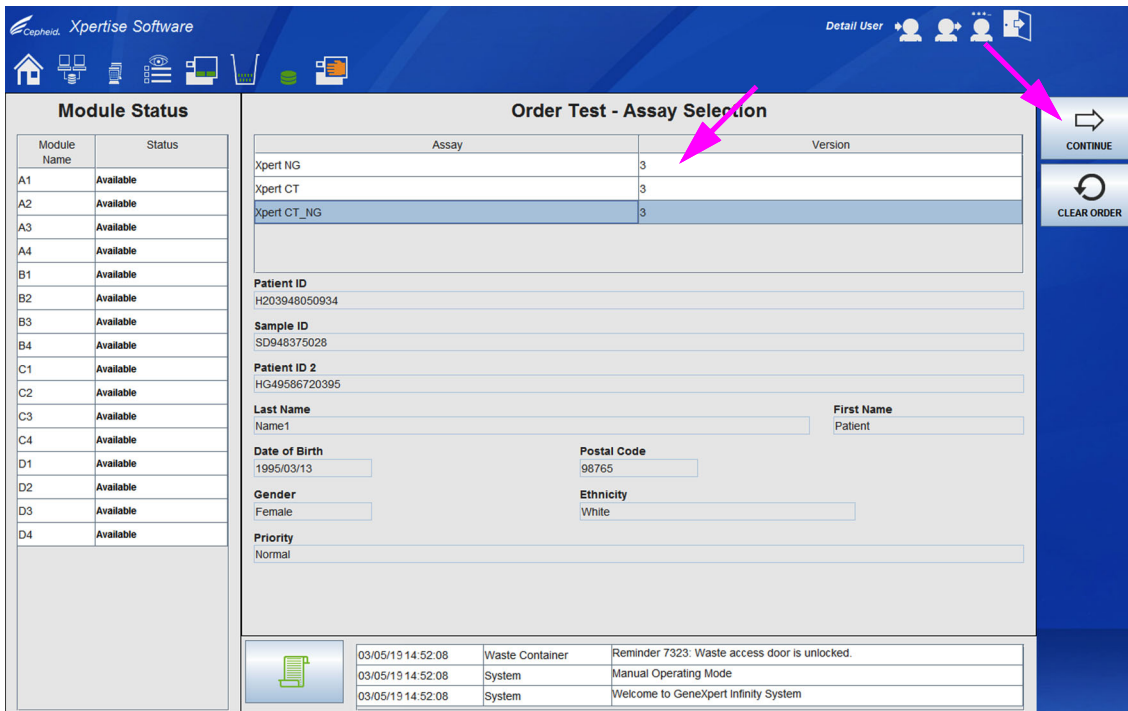 Cepheid. Xpertise Software
Detail User
Module Status
Module Name Status
A1 Available
A2 Available
A3 Available
A4 Available
B1 Available
B2 Available
B3 Available
B4 Available
C1 Available
C2 Available
C3 Available
C4 Available
D1 Available
D2 Available
D3 Available
D4 Available
Order Test - Assay Selection
Assay Version
Xpert NG 3
Xpert CT 3
Xpert CT_NG 3
Patient ID
H203948050934
Sample ID
SD948375028
Patient ID 2
HG49586720395
Last Name First Name
Name1 Patient
Date of Birth Postal Code
1995/03/13 98765
Gender Ethnicity
Female White
Priority
Normal
03/05/19 14:52:08 Waste Container Reminder 7323: Waste access door is unlocked.
03/05/19 14:52:08 System Manual Operating Mode
03/05/19 14:52:08 System Welcome to GeneXpert Infinity System
CONTINUE
CLEAR ORDER